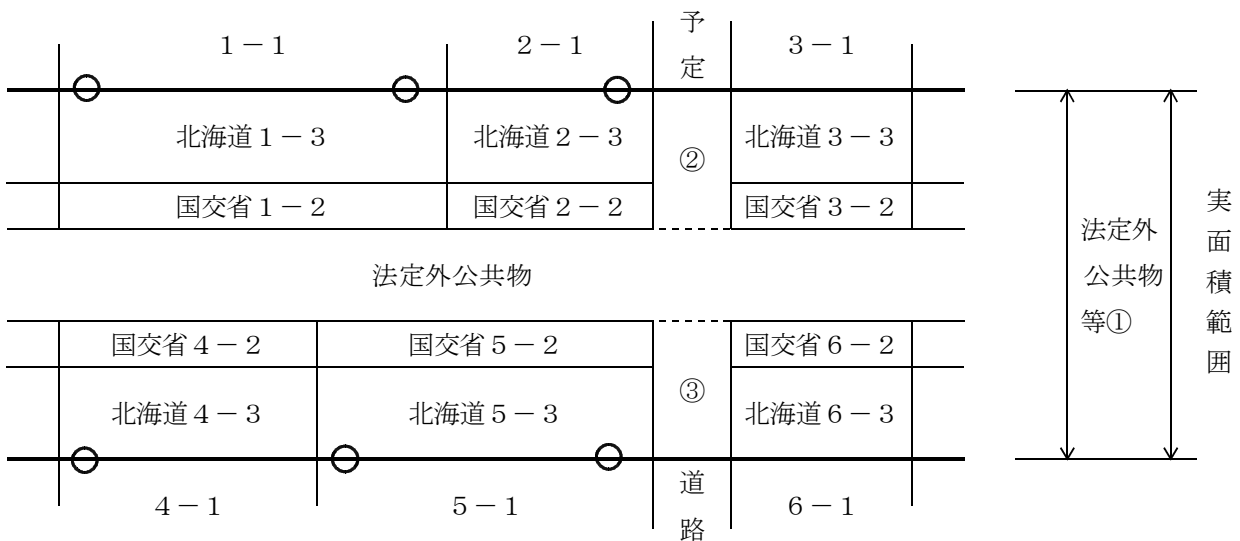 1－1 2－1 予定 3－1
北海道1－3 北海道2－3 ② 北海道3－3
国交省1－2 国交省2－2 国交省3－2
法定外公共物
国交省4－2 国交省5－2 国交省6－2
北海道4－3 北海道5－3 ③ 北海道6－3
4－1 5－1 道路 6－1
法定外
公共物
等①
実面積範囲